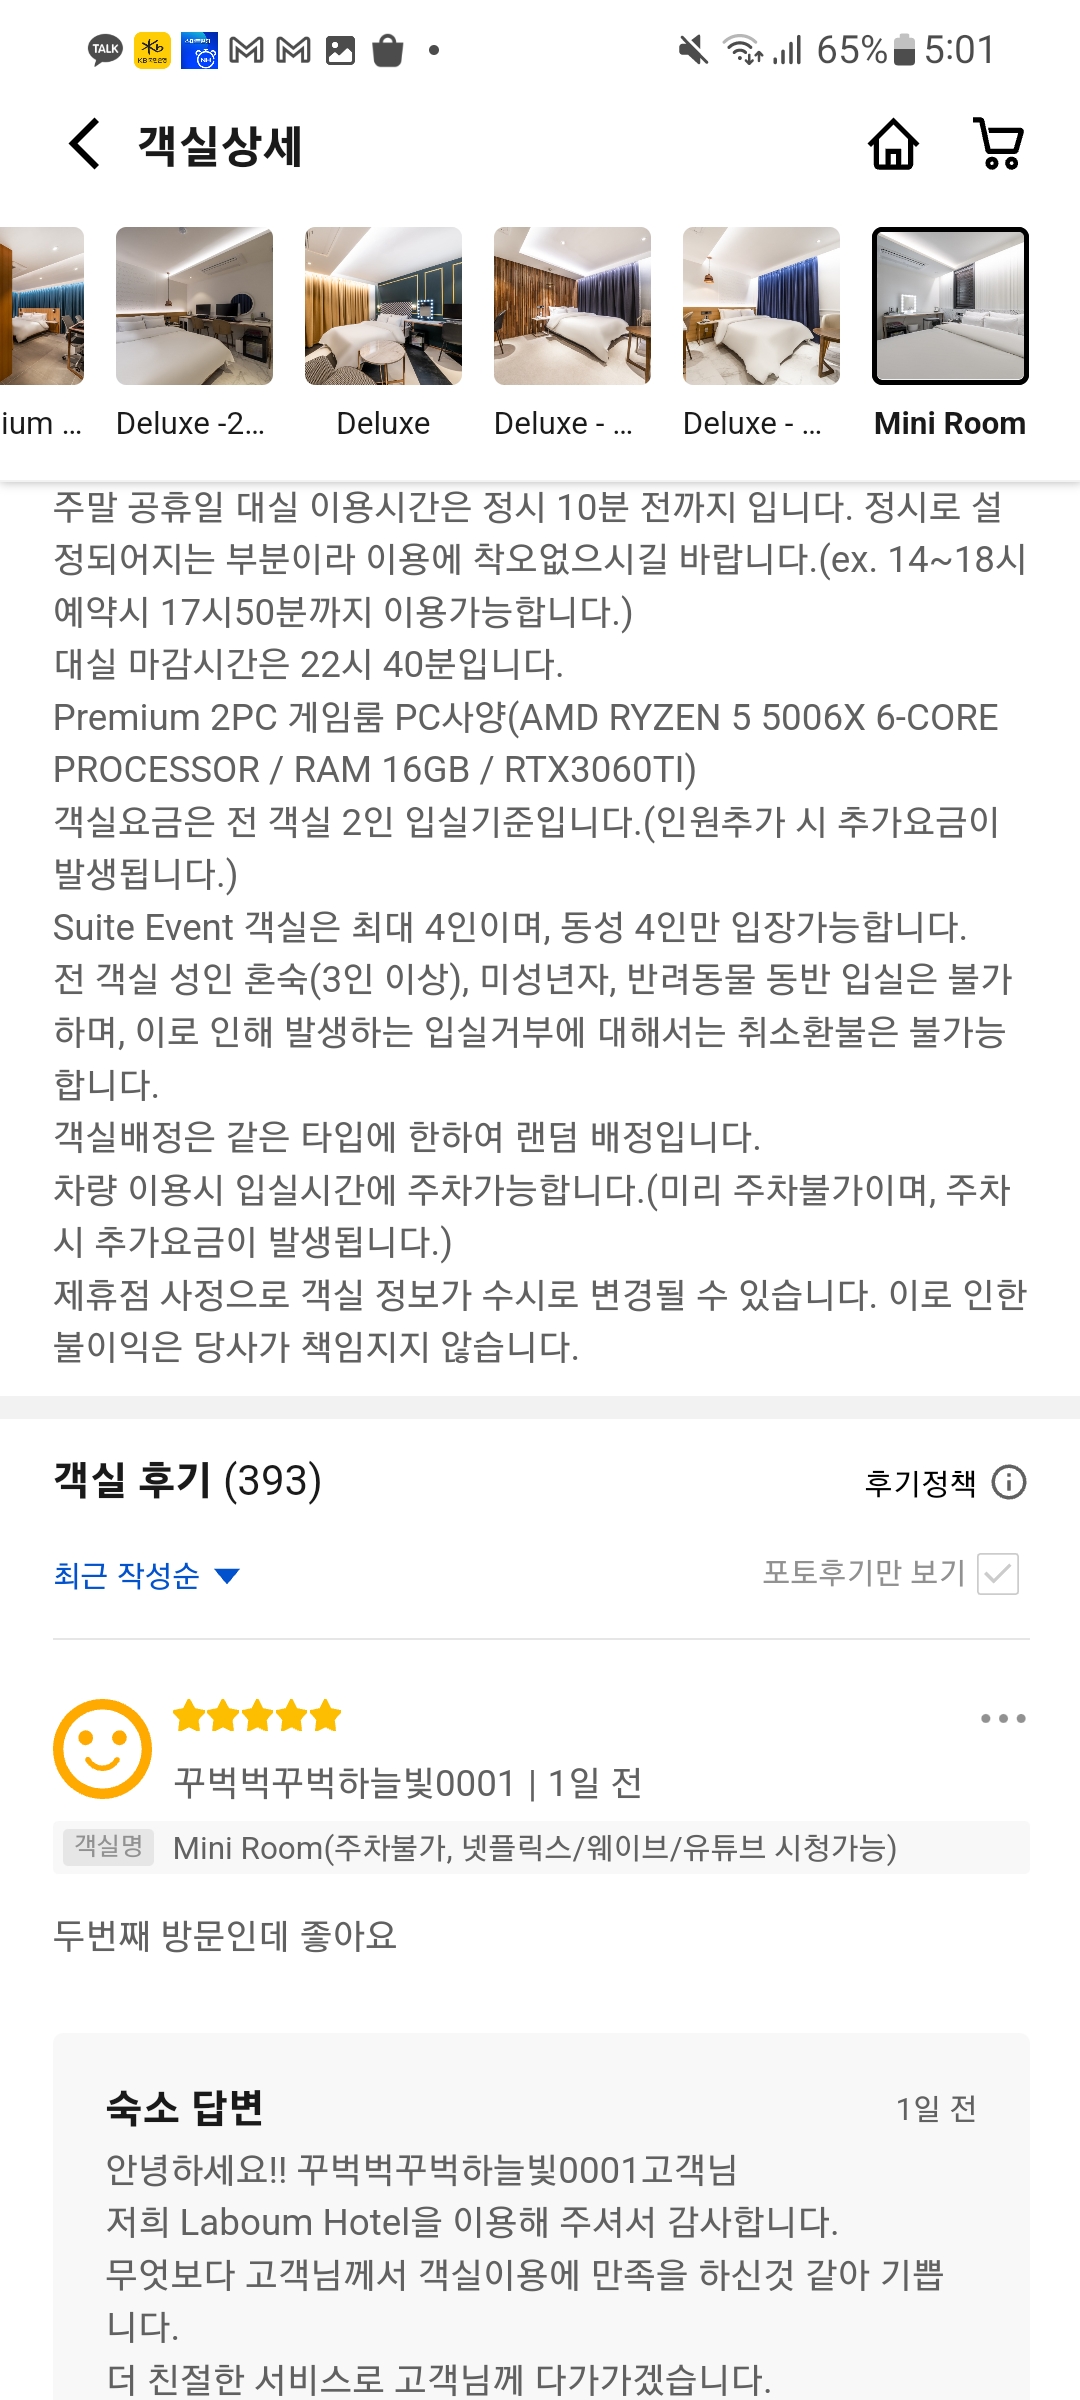 TALK
65% 5:01
객실상세
ium ...
Deluxe -2...
Deluxe
Deluxe - ...
Deluxe - ...
Mini Room
주말 공휴일 대실 이용시간은 정시 10분 전까지 입니다. 정시로 설
정되어지는 부분이라 이용에 착오없으시길 바랍니다.(ex. 14~18시
예약시 17시50분까지 이용가능합니다.)
대실 마감시간은 22시 40분입니다.
Premium 2PC 게임룸 PC사양(AMD RYZEN 5 5006X 6-CORE
PROCESSOR / RAM 16GB / RTX3060TI)
객실요금은 전 객실 2인 입실기준입니다.(인원추가 시 추가요금이
발생됩니다.)
Suite Event 객실은 최대 4인이며, 동성 4인만 입장가능합니다.
전 객실 성인 혼숙(3인 이상), 미성년자, 반려동물 동반 입실은 불가
하며, 이로 인해 발생하는 입실거부에 대해서는 취소환불은 불가능
합니다.
객실배정은 같은 타입에 한하여 랜덤 배정입니다.
차량 이용시 입실시간에 주차가능합니다.(미리 주차불가이며, 주차
시 추가요금이 발생됩니다.)
제휴점 사정으로 객실 정보가 수시로 변경될 수 있습니다. 이로 인한
불이익은 당사가 책임지지 않습니다.
객실 후기 (393)
후기정책
최근 작성순
포토후기만 보기
꾸벅벅꾸벅하늘빛0001 | 1일 전
객실명 Mini Room(주차불가, 넷플릭스/웨이브/유튜브 시청가능)
두번째 방문인데 좋아요
숙소 답변
1일 전
안녕하세요!! 꾸벅벅꾸벅하늘빛0001고객님
저희 Laboum Hotel을 이용해 주셔서 감사합니다.
무엇보다 고객님께서 객실이용에 만족을 하신것 같아 기쁩
니다.
더 친절한 서비스로 고객님께 다가가겠습니다.